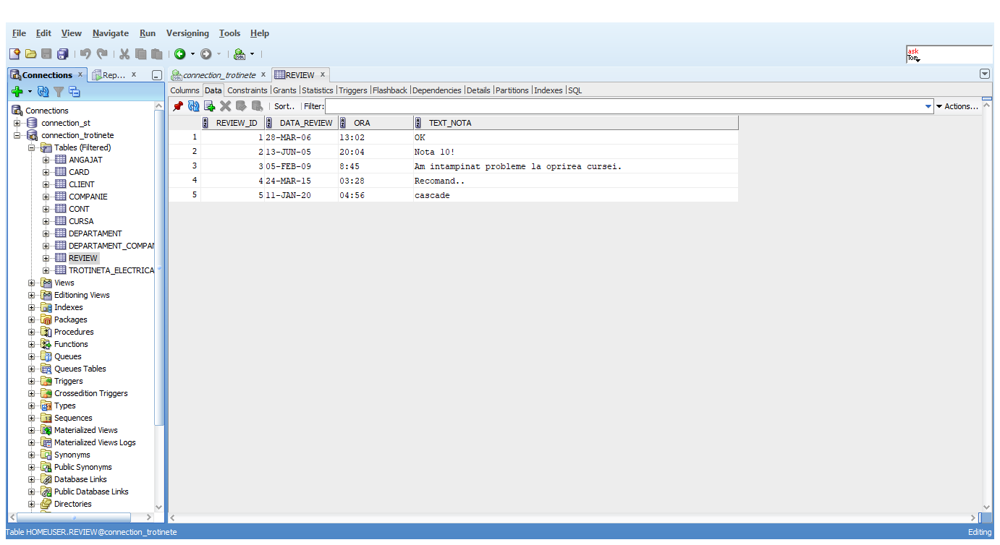 File Edit View Navigate Run Versioning Tools Help
ask
Tom
Connections x Rep... x
connection_trotinete x REVIEW x
Columns Data Constraints Grants Statistics Triggers Flashback Dependencies Details Partitions Indexes SQL
Sort.. Filter: Actions...
Connections
connection_st
connection_trotinete
Tables (Filtered)
ANGAJAT
CARD
CLIENT
COMPANIE
CONT
CURSA
DEPARTAMENT
DEPARTAMENT_COMPAN
REVIEW
TROTINETA_ELECTRICA
Views
Editioning Views
Indexes
Packages
Procedures
Functions
Queues
Queues Tables
Triggers
Crossedition Triggers
Types
Sequences
Materialized Views
Materialized Views Logs
Synonyms
Public Synonyms
Database Links
Public Database Links
Directories
REVIEW_ID DATA_REVIEW ORA TEXT_NOTA
1 1 28-MAR-06 13:02 OK
2 2 13-JUN-05 20:04 Nota 10!
3 3 05-FEB-09 8:45 Am intampinat probleme la oprirea cursei.
4 4 24-MAR-15 03:28 Recomand..
5 5 11-JAN-20 04:56 cascade
Table HOMEUSER.REVIEW@connection_trotinete Editing